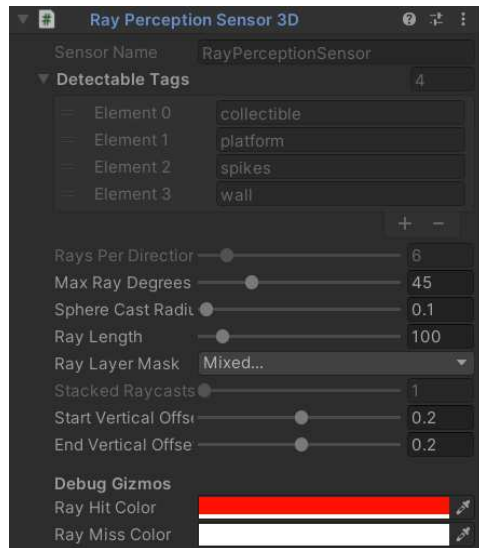 Ray Perception Sensor 3D
Sensor Name RayPerceptionSensor
Detectable Tags 4
Element 0 collectible
Element 1 platform
Element 2 spikes
Element 3 wall
+ -
Rays Per Direction 6
Max Ray Degrees 45
Sphere Cast Radiu 0.1
Ray Length 100
Ray Layer Mask Mixed...
Stacked Raycasts 1
Start Vertical Offse 0.2
End Vertical Offse 0.2
Debug Gizmos
Ray Hit Color
Ray Miss Color